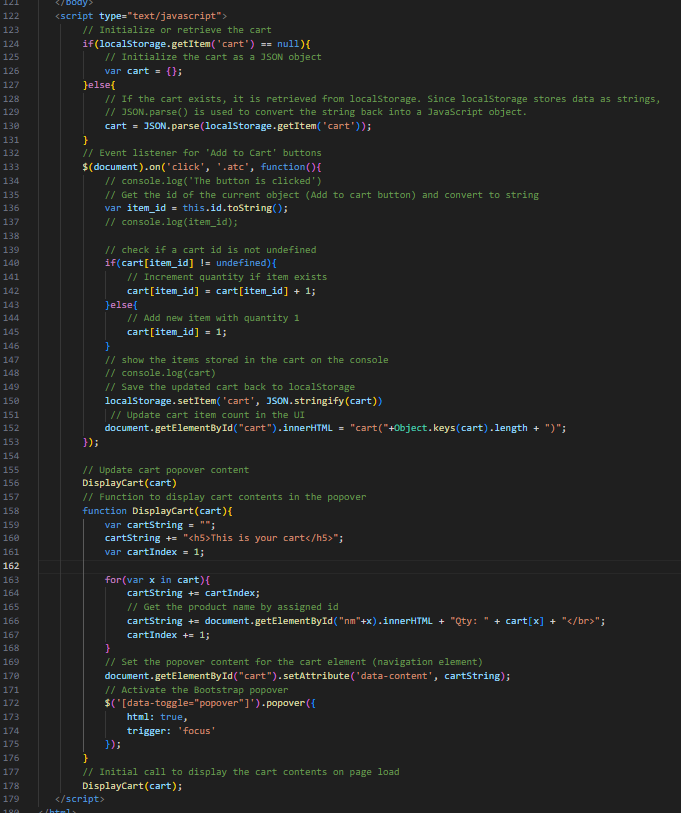 121 </body>
122 <script type="text/javascript">
123 // Initialize or retrieve the cart
124 if(localStorage.getItem('cart') == null){
125 // Initialize the cart as a JSON object
126 var cart = {};
127 }else{
128 // If the cart exists, it is retrieved from localStorage. Since localStorage stores data as strings,
129 // JSON.parse() is used to convert the string back into a JavaScript object.
130 cart = JSON.parse(localStorage.getItem('cart'));
131 }
132 // Event listener for 'Add to Cart' buttons
133 $(document).on('click', '.atc', function(){
134 // console.log('The button is clicked')
135 // Get the id of the current object (Add to cart button) and convert to string
136 var item_id = this.id.toString();
137 // console.log(item_id);
138
139 // check if a cart id is not undefined
140 if(cart[item_id] != undefined){
141 // Increment quantity if item exists
142 cart[item_id] = cart[item_id] + 1;
143 }else{
144 // Add new item with quantity 1
145 cart[item_id] = 1;
146 }
147 // show the items stored in the cart on the console
148 // console.log(cart)
149 // Save the updated cart back to localStorage
150 localStorage.setItem('cart', JSON.stringify(cart))
151 // Update cart item count in the UI
152 document.getElementById("cart").innerHTML = "cart("+Object.keys(cart).length + ")";
153 });
154
155 // Update cart popover content
156 DisplayCart(cart)
157 // Function to display cart contents in the popover
158 function DisplayCart(cart){
159 var cartString = "";
160 cartString += "<h5>This is your cart</h5>";
161 var cartIndex = 1;
162
163 for(var x in cart){
164 cartString += cartIndex;
165 // Get the product name by assigned id
166 cartString += document.getElementById("nm"+x).innerHTML + "Qty: " + cart[x] + "</br>";
167 cartIndex += 1;
168 }
169 // Set the popover content for the cart element (navigation element)
170 document.getElementById("cart").setAttribute('data-content', cartString);
171 // Activate the Bootstrap popover
172 $('[data-toggle="popover"]').popover({
173 html: true,
174 trigger: 'focus'
175 });
176 }
177 // Initial call to display the cart contents on page load
178 DisplayCart(cart);
179 </script>
180 </html>